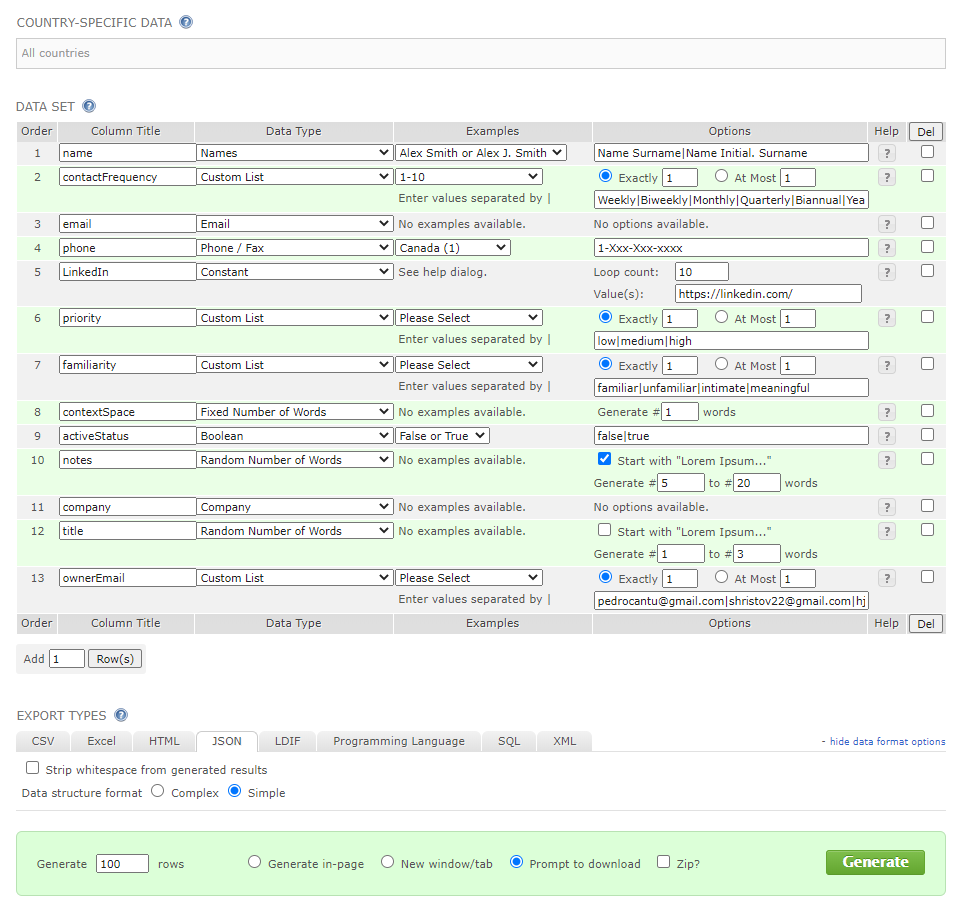 COUNTRY-SPECIFIC DATA ?
All countries
DATA SET ?
Order Column Title Data Type Examples Options Help Del
1 name Names Alex Smith or Alex J. Smith Name Surname|Name Initial. Surname ?
2 contactFrequency Custom List 1-10 Exactly 1 At Most 1 ?
Enter values separated by | Weekly|Biweekly|Monthly|Quarterly|Biannual|Yea
3 email Email No examples available. No options available. ?
4 phone Phone / Fax Canada (1) 1-Xxx-Xxx-xxxx ?
5 LinkedIn Constant See help dialog. Loop count: 10 ?
Value(s): https://linkedin.com/
6 priority Custom List Please Select Exactly 1 At Most 1 ?
Enter values separated by | low|medium|high
7 familiarity Custom List Please Select Exactly 1 At Most 1 ?
Enter values separated by | familiar|unfamiliar|intimate|meaningful
8 contextSpace Fixed Number of Words No examples available. Generate # 1 words ?
9 activeStatus Boolean False or True false|true ?
10 notes Random Number of Words No examples available. Start with "Lorem Ipsum..." ?
Generate # 5 to # 20 words
11 company Company No examples available. No options available. ?
12 title Random Number of Words No examples available. Start with "Lorem Ipsum..." ?
Generate # 1 to # 3 words
13 ownerEmail Custom List Please Select Exactly 1 At Most 1 ?
Enter values separated by | pedrocantu@gmail.com|shristov22@gmail.com|hj
Order Column Title Data Type Examples Options Help Del
Add 1 Row(s)
EXPORT TYPES ?
CSV Excel HTML JSON LDIF Programming Language SQL XML - hide data format options
Strip whitespace from generated results
Data structure format Complex Simple
Generate 100 rows Generate in-page New window/tab Prompt to download Zip? Generate